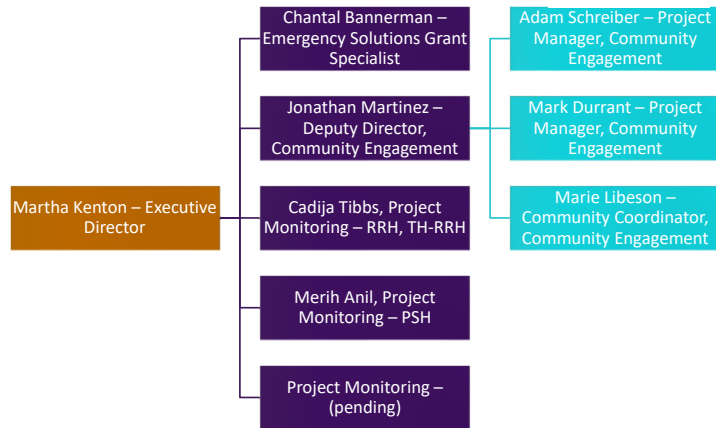 Martha Kenton – Executive
Director
Chantal Bannerman –
Emergency Solutions Grant
Specialist
Jonathan Martinez –
Deputy Director,
Community Engagement
Cadija Tibbs, Project
Monitoring – RRH, TH-RRH
Merih Anil, Project
Monitoring – PSH
Project Monitoring –
(pending)
Adam Schreiber – Project
Manager, Community
Engagement
Mark Durrant – Project
Manager, Community
Engagement
Marie Libeson –
Community Coordinator,
Community Engagement